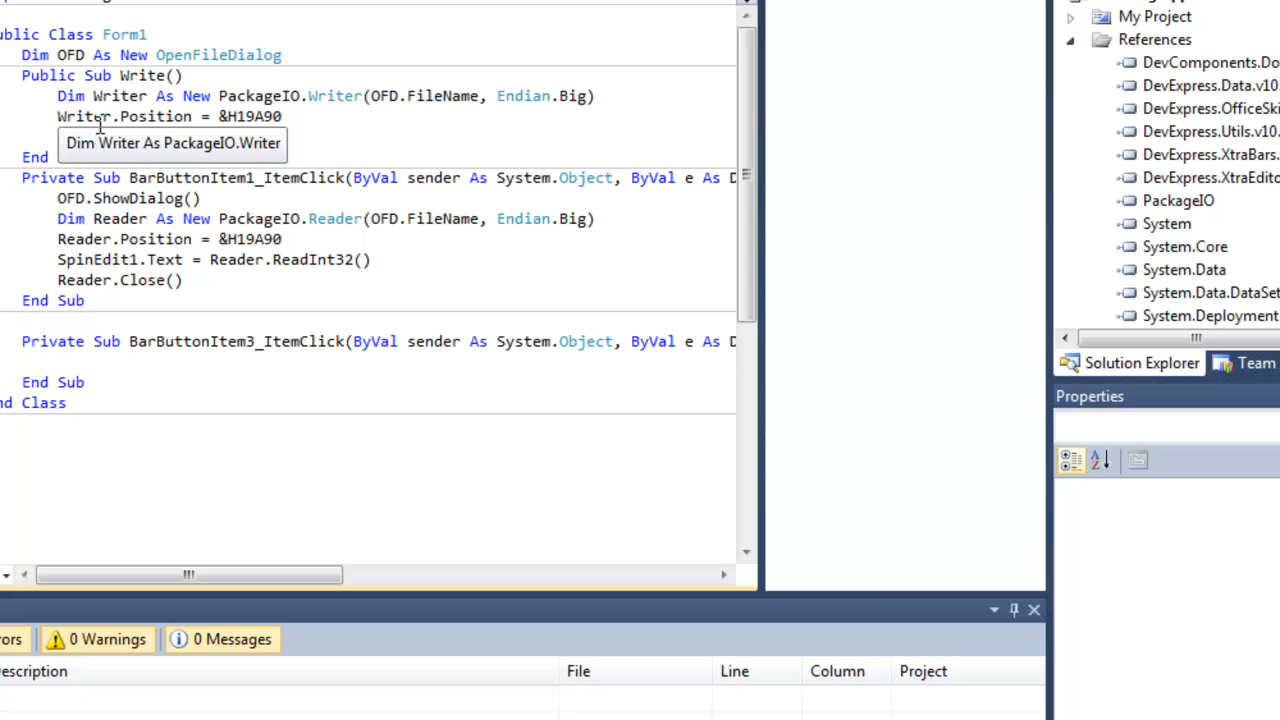 ublic Class Form1
Dim OFD As New OpenFileDialog
Public Sub Write()
Dim Writer As New PackageIO.Writer(OFD.FileName, Endian.Big)
Writer.Position = &H19A90
Dim Writer As PackageIO.Writer
End
Private Sub BarButtonItem1_ItemClick(ByVal sender As System.Object, ByVal e As D
OFD.ShowDialog()
Dim Reader As New PackageIO.Reader(OFD.FileName, Endian.Big)
Reader.Position = &H19A90
SpinEdit1.Text = Reader.ReadInt32()
Reader.Close()
End Sub
Private Sub BarButtonItem3_ItemClick(ByVal sender As System.Object, ByVal e As D
End Sub
nd Class
My Project
References
DevComponents.Do
DevExpress.Data.v10.
DevExpress.OfficeSki
DevExpress.Utils.v10.
DevExpress.XtraBars.
DevExpress.XtraEdito
PackageIO
System
System.Core
System.Data
System.Data.DataSet
System.Deployment
Solution Explorer
Team
Properties
rors
0 Warnings
0 Messages
escription
File
Line
Column
Project